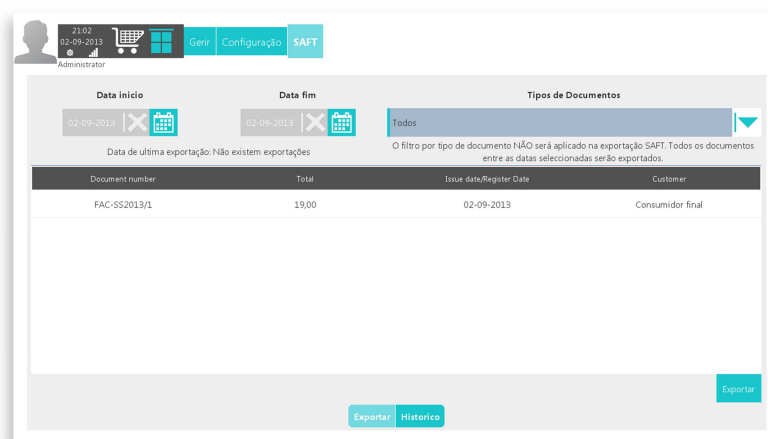 21:02
02-09-2013
Administrator
Gerir Configuração SAFT
Data inicio Data fim Tipos de Documentos
02-09-2013 02-09-2013 Todos
Data de ultima exportação: Não existem exportações
O filtro por tipo de documento NÃO será aplicado na exportação SAFT. Todos os documentos
entre as datas seleccionadas serão exportados.
Document number Total Issue date/Register Date Customer
FAC-SS2013/1 19,00 02-09-2013 Consumidor final
Exportar
Exportar Historico